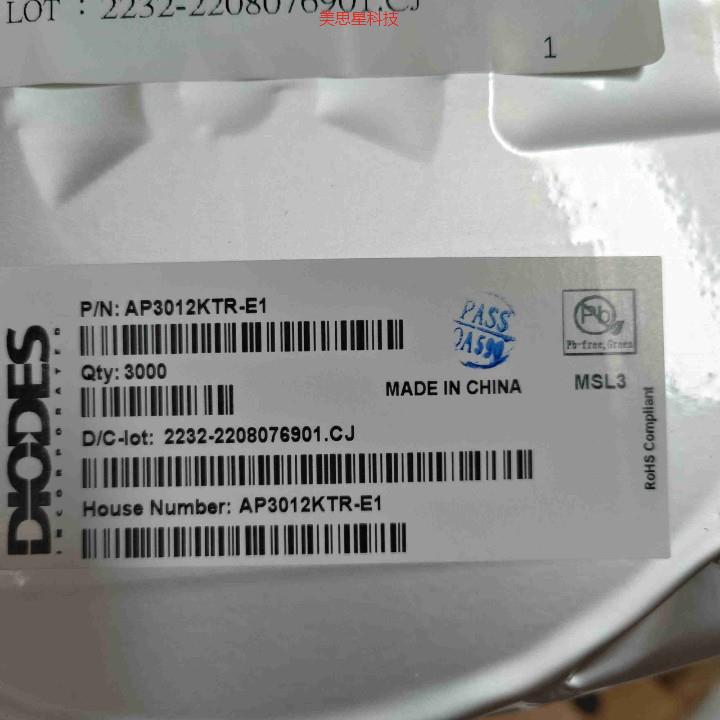 LOT : 2232-2208076901.CJ
美思星科技
1
P/N: AP3012KTR-E1
Qty: 3000
D/C-lot: 2232-2208076901.CJ
House Number: AP3012KTR-E1
DIODES
INCORPORATED
PASS
MADE IN CHINA
Pb
Pb-free, Green
MSL3
RoHS Compliant